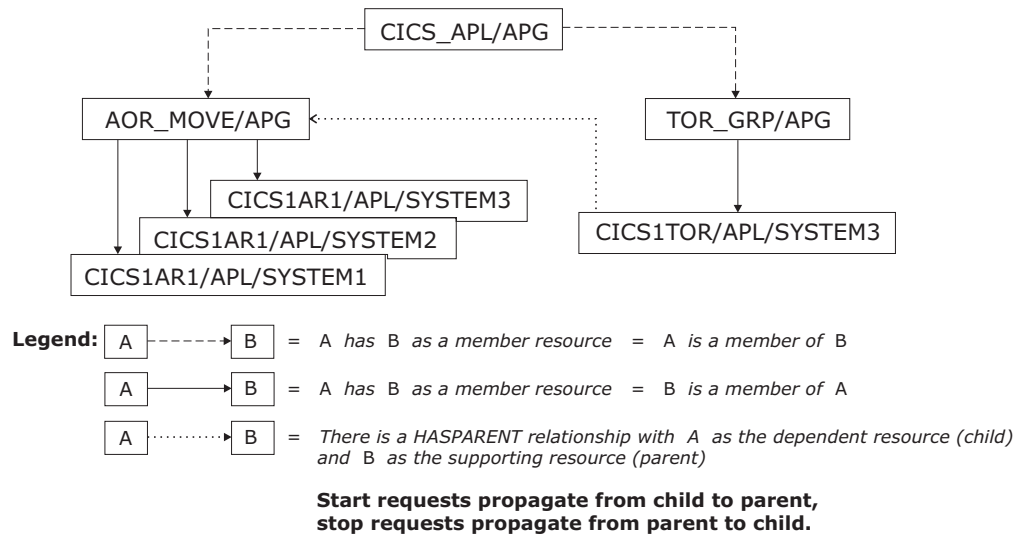 CICS_APL/APG
AOR_MOVE/APG
TOR_GRP/APG
CICS1AR1/APL/SYSTEM3
CICS1AR1/APL/SYSTEM2
CICS1TOR/APL/SYSTEM3
CICS1AR1/APL/SYSTEM1
Legend: A B = A has B as a member resource = A is a member of B
A B = A has B as a member resource = B is a member of A
A B = There is a HASPARENT relationship with A as the dependent resource (child)
and B as the supporting resource (parent)
Start requests propagate from child to parent,
stop requests propagate from parent to child.